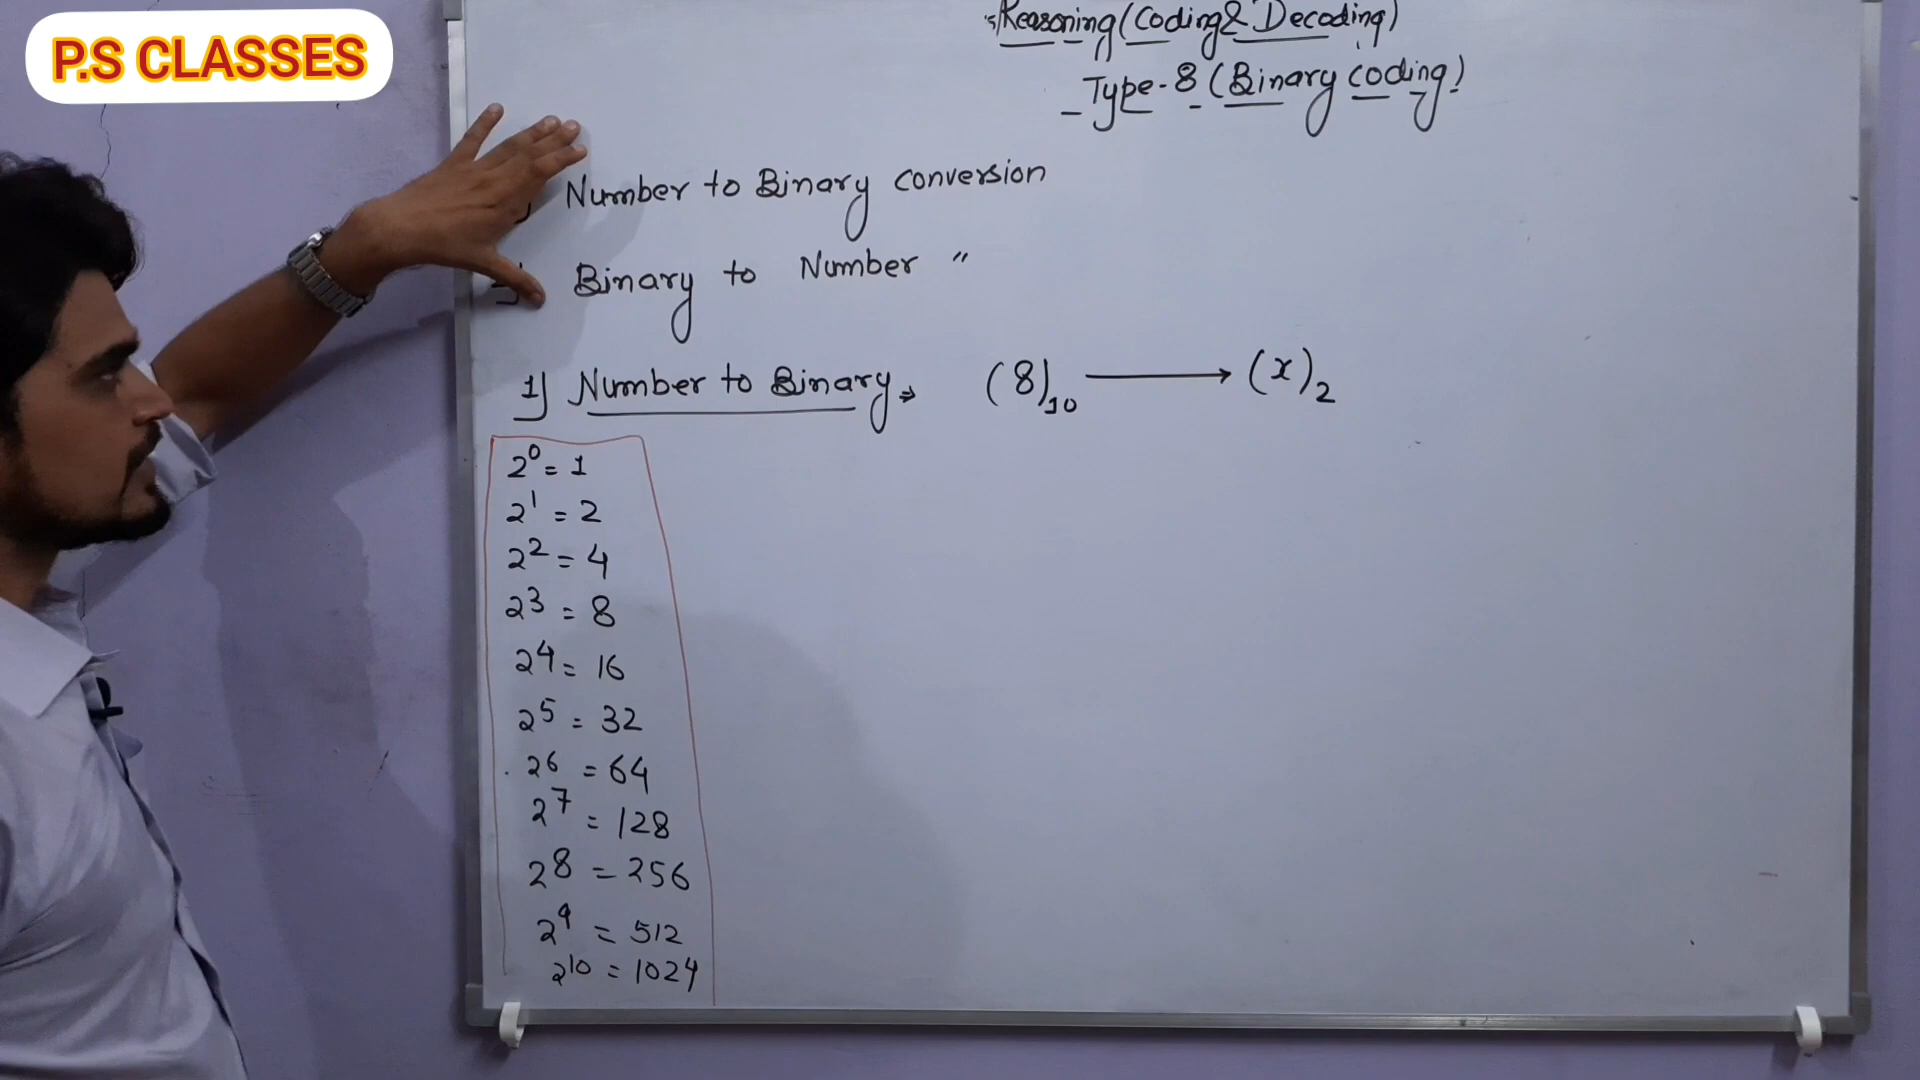 P.S CLASSES
Reasoning (Coding & Decoding)
Type-8 (Binary coding)
Number to Binary conversion
Binary to Number "
1) Number to Binary → (8)₁₀ ⟶ (x)₂
2⁰ = 1
2¹ = 2
2² = 4
2³ = 8
2⁴ = 16
2⁵ = 32
2⁶ = 64
2⁷ = 128
2⁸ = 256
2⁹ = 512
2¹⁰ = 1024